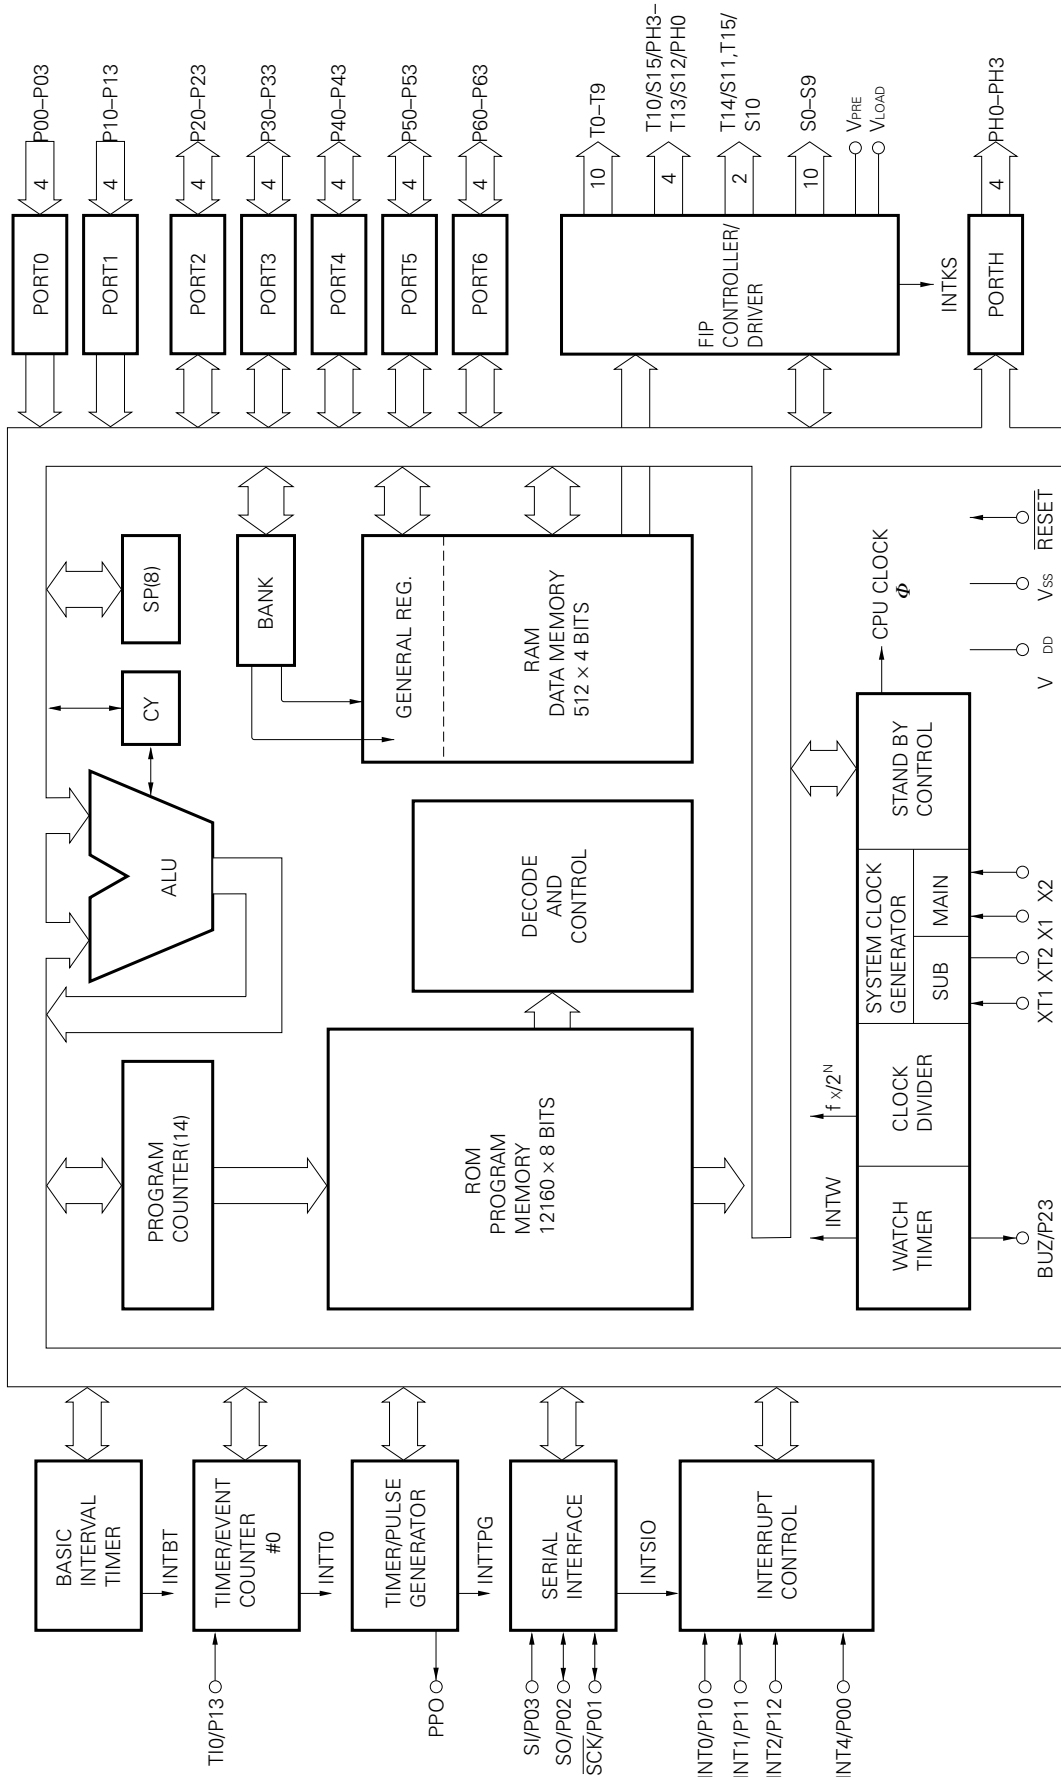 BASIC
INTERVAL
TIMER
INTBT
TI0/P13
TIMER/EVENT
COUNTER
#0
INTT0
PPO
TIMER/PULSE
GENERATOR
INTTPG
SI/P03
SO/P02
SCK/P01
SERIAL
INTERFACE
INTSIO
INT0/P10
INT1/P11
INT2/P12
INT4/P00
INTERRUPT
CONTROL
PROGRAM
COUNTER(14)
ALU
CY
SP(8)
BANK
ROM
PROGRAM
MEMORY
12160 × 8 BITS
DECODE
AND
CONTROL
GENERAL REG.
RAM
DATA MEMORY
512 × 4 BITS
PORT0
4
P00–P03
PORT1
4
P10–P13
PORT2
4
P20–P23
PORT3
4
P30–P33
PORT4
4
P40–P43
PORT5
4
P50–P53
PORT6
4
P60–P63
FIP
CONTROLLER/
DRIVER
10
T0–T9
4
T10/S15/PH3–
T13/S12/PH0
2
T14/S11,T15/
S10
10
S0–S9
VPRE
VLOAD
INTKS
PORTH
4
PH0–PH3
INTW
fX/2N
WATCH
TIMER
CLOCK
DIVIDER
SYSTEM CLOCK
GENERATOR
SUB
MAIN
STAND BY
CONTROL
CPU CLOCK
Φ
BUZ/P23
XT1 XT2 X1 X2
VDD
VSS
RESET